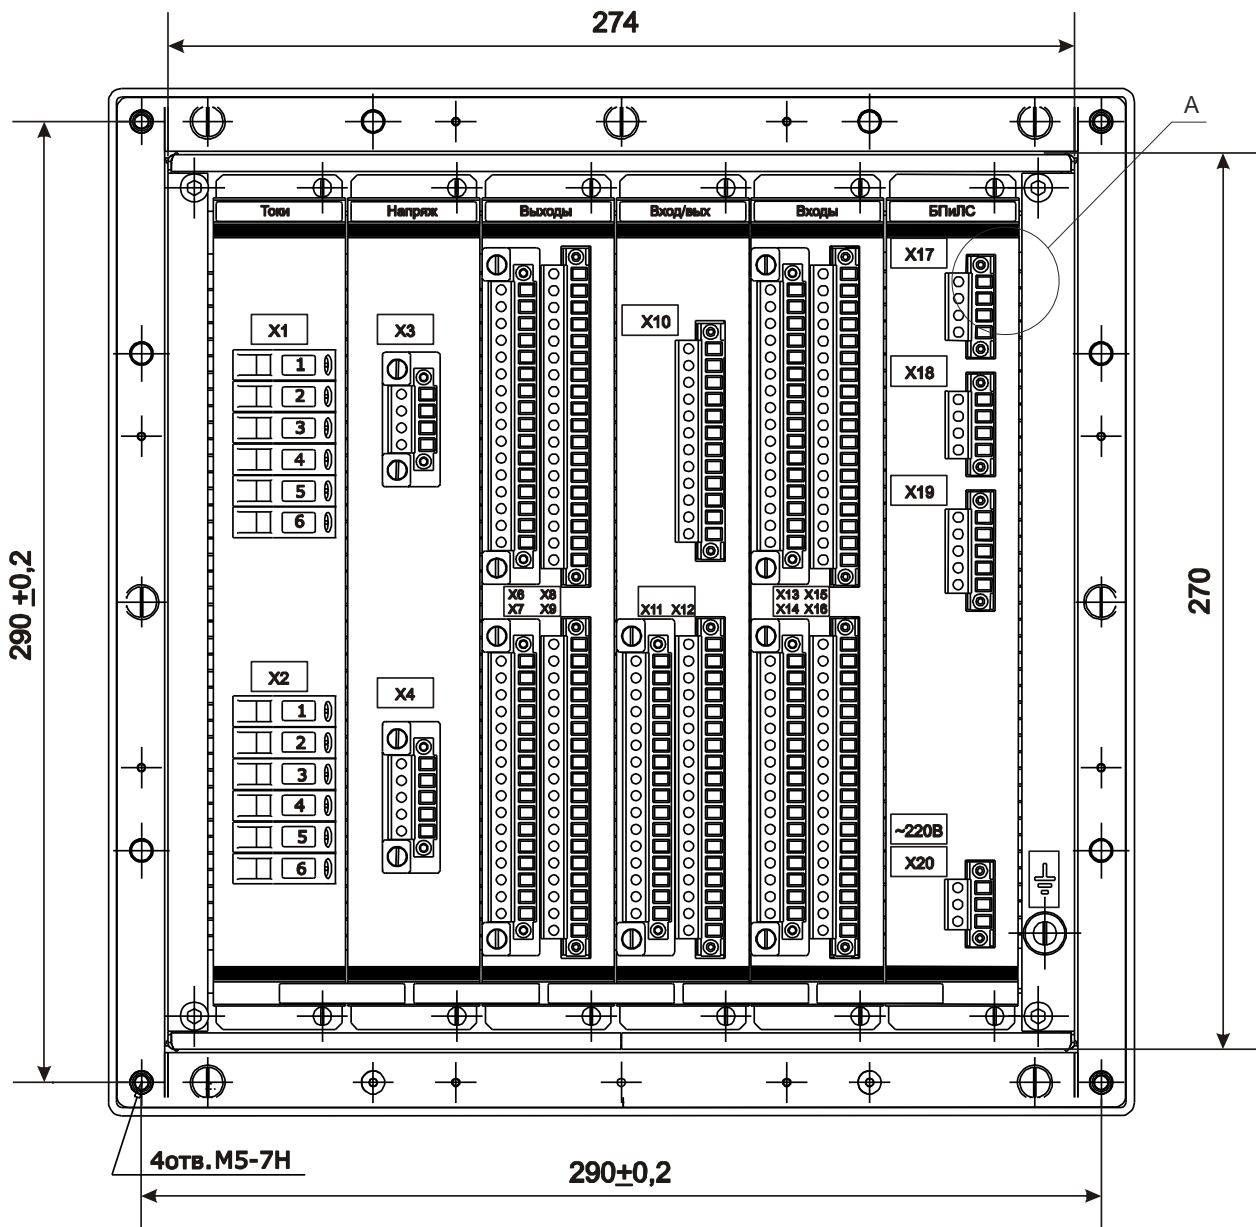 274
A
Токи
Напряж
Выходы
Вход/вых
Входы
БПиЛС
X17
X1
X3
X10
1
2
3
4
5
6
X18
X19
290 ±0,2
270
X6 X8
X7 X9
X11 X12
X13 X15
X14 X16
X2
X4
1
2
3
4
5
6
~220В
X20
4отв.М5-7Н
290±0,2